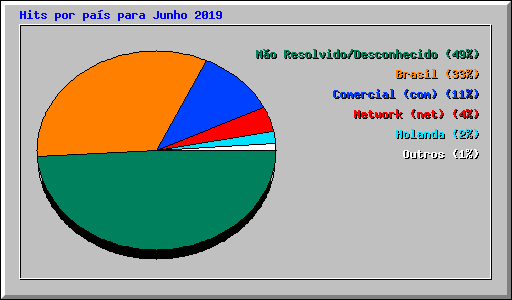 Hits por país para Junho 2019
Não Resolvido/Desconhecido (49%)
Brasil (33%)
Comercial (com) (11%)
Network (net) (4%)
Holanda (2%)
Outros (1%)